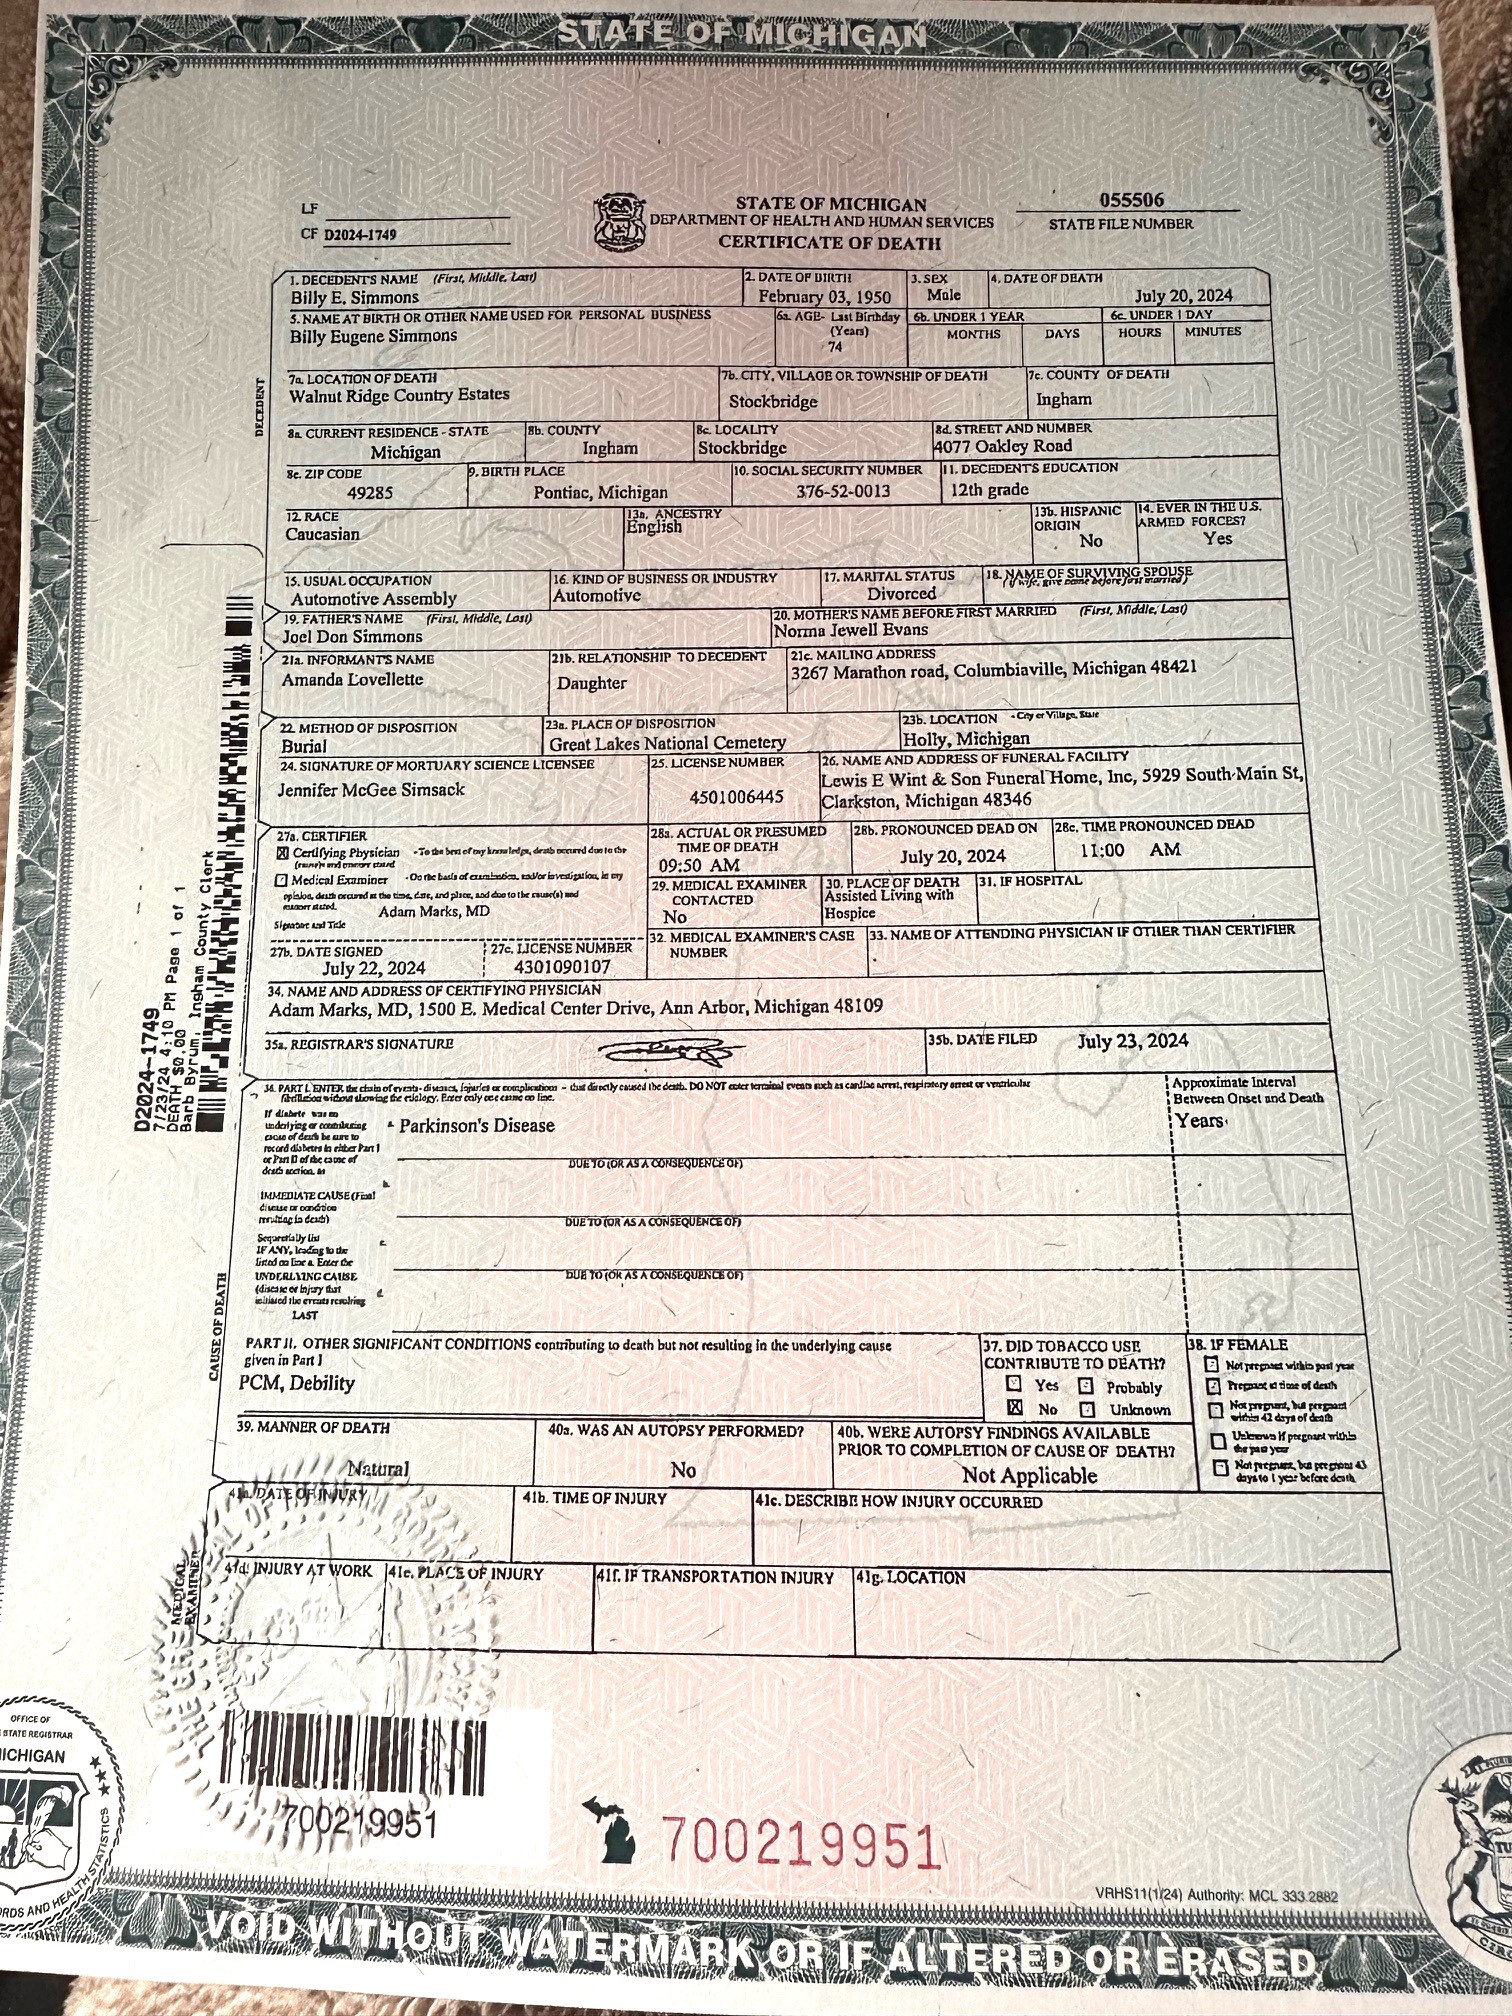 STATE OF MICHIGAN
LF
CF D2024-1749
STATE OF MICHIGAN
DEPARTMENT OF HEALTH AND HUMAN SERVICES
CERTIFICATE OF DEATH
055506
STATE FILE NUMBER
DECEDENT
1. DECEDENT'S NAME (First, Middle, Last)
Billy E. Simmons
2. DATE OF BIRTH
February 03, 1950
3. SEX
Male
4. DATE OF DEATH
July 20, 2024
5. NAME AT BIRTH OR OTHER NAME USED FOR PERSONAL BUSINESS
Billy Eugene Simmons
6a. AGE- Last Birthday
(Years)
74
6b. UNDER 1 YEAR
MONTHS DAYS
6c. UNDER 1 DAY
HOURS MINUTES
7a. LOCATION OF DEATH
Walnut Ridge Country Estates
7b. CITY, VILLAGE OR TOWNSHIP OF DEATH
Stockbridge
7c. COUNTY OF DEATH
Ingham
8a. CURRENT RESIDENCE - STATE
Michigan
8b. COUNTY
Ingham
8c. LOCALITY
Stockbridge
8d. STREET AND NUMBER
4077 Oakley Road
8e. ZIP CODE
49285
9. BIRTH PLACE
Pontiac, Michigan
10. SOCIAL SECURITY NUMBER
376-52-0013
11. DECEDENT'S EDUCATION
12th grade
12. RACE
Caucasian
13a. ANCESTRY
English
13b. HISPANIC
ORIGIN
No
14. EVER IN THE U.S.
ARMED FORCES?
Yes
15. USUAL OCCUPATION
Automotive Assembly
16. KIND OF BUSINESS OR INDUSTRY
Automotive
17. MARITAL STATUS
Divorced
18. NAME OF SURVIVING SPOUSE
(if wife, give name before first married)
19. FATHER'S NAME (First, Middle, Last)
Joel Don Simmons
20. MOTHER'S NAME BEFORE FIRST MARRIED (First, Middle, Last)
Norma Jewell Evans
21a. INFORMANT'S NAME
Amanda Lovellette
21b. RELATIONSHIP TO DECEDENT
Daughter
21c. MAILING ADDRESS
3267 Marathon road, Columbiaville, Michigan 48421
22. METHOD OF DISPOSITION
Burial
23a. PLACE OF DISPOSITION
Great Lakes National Cemetery
23b. LOCATION - City or Village, State
Holly, Michigan
24. SIGNATURE OF MORTUARY SCIENCE LICENSEE
Jennifer McGee Simsack
25. LICENSE NUMBER
4501006445
26. NAME AND ADDRESS OF FUNERAL FACILITY
Lewis E Wint & Son Funeral Home, Inc, 5929 South Main St,
Clarkston, Michigan 48346
27a. CERTIFIER
Certifying Physician - To the best of my knowledge, death occurred due to the
cause(s) and manner stated
Medical Examiner - On the basis of examination, and/or investigation, in my
opinion, death occurred at the time, date, and place, and due to the cause(s) and
manner stated.
Adam Marks, MD
Signature and Title
27b. DATE SIGNED
July 22, 2024
27c. LICENSE NUMBER
4301090107
28a. ACTUAL OR PRESUMED
TIME OF DEATH
09:50 AM
28b. PRONOUNCED DEAD ON
July 20, 2024
28c. TIME PRONOUNCED DEAD
11:00 AM
29. MEDICAL EXAMINER
CONTACTED
No
30. PLACE OF DEATH
Assisted Living with
Hospice
31. IF HOSPITAL
32. MEDICAL EXAMINER'S CASE
NUMBER
33. NAME OF ATTENDING PHYSICIAN IF OTHER THAN CERTIFIER
34. NAME AND ADDRESS OF CERTIFYING PHYSICIAN
Adam Marks, MD, 1500 E. Medical Center Drive, Ann Arbor, Michigan 48109
35a. REGISTRAR'S SIGNATURE
35b. DATE FILED
July 23, 2024
D2024-1749
7/23/24 4:10 PM Page 1 of 1
DEATH $0.00
Barb Byrum, Ingham County Clerk
CAUSE OF DEATH
36. PART I. ENTER the chain of events - diseases, injuries or complications - that directly caused the death. DO NOT enter terminal events such as cardiac arrest, respiratory arrest or ventricular
fibrillation without showing the etiology. Enter only one cause on line.
Approximate Interval
Between Onset and Death
If diabetes was an
underlying or contributing
cause of death be sure to
record diabetes in either Part I
or Part II of the cause of
death section, as
a. Parkinson's Disease
Years
DUE TO (OR AS A CONSEQUENCE OF)
b.
IMMEDIATE CAUSE (Final
disease or condition
resulting in death)
DUE TO (OR AS A CONSEQUENCE OF)
c.
Sequentially list
IF ANY, leading to the
listed on line a. Enter the
UNDERLYING CAUSE
(disease or injury that
initiated the events resulting
LAST
DUE TO (OR AS A CONSEQUENCE OF)
d.
PART II. OTHER SIGNIFICANT CONDITIONS contributing to death but not resulting in the underlying cause
given in Part I
PCM, Debility
37. DID TOBACCO USE
CONTRIBUTE TO DEATH?
Yes Probably
No Unknown
38. IF FEMALE
Not pregnant within past year
Pregnant at time of death
Not pregnant, but pregnant
within 42 days of death
Unknown if pregnant within
the past year
Not pregnant, but pregnant 43
days to 1 year before death
39. MANNER OF DEATH
Natural
40a. WAS AN AUTOPSY PERFORMED?
No
40b. WERE AUTOPSY FINDINGS AVAILABLE
PRIOR TO COMPLETION OF CAUSE OF DEATH?
Not Applicable
MEDICAL
EXAMINER
41a. DATE OF INJURY
41b. TIME OF INJURY
41c. DESCRIBE HOW INJURY OCCURRED
41d. INJURY AT WORK
41e. PLACE OF INJURY
41f. IF TRANSPORTATION INJURY
41g. LOCATION
OFFICE OF
STATE REGISTRAR
MICHIGAN
700219951
700219951
VRHS11(1/24) Authority: MCL 333.2882
VOID WITHOUT WATERMARK OR IF ALTERED OR ERASED